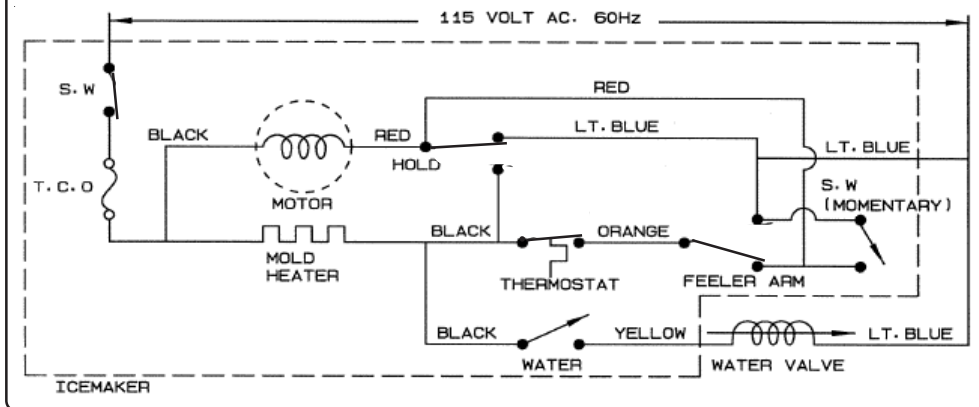 115 VOLT AC. 60Hz
S.W
RED
BLACK
RED
LT. BLUE
HOLD
LT. BLUE
T.C.O
MOTOR
S.W
(MOMENTARY)
BLACK
ORANGE
MOLD
HEATER
THERMOSTAT
FEELER ARM
BLACK
YELLOW
LT. BLUE
WATER
WATER VALVE
ICEMAKER